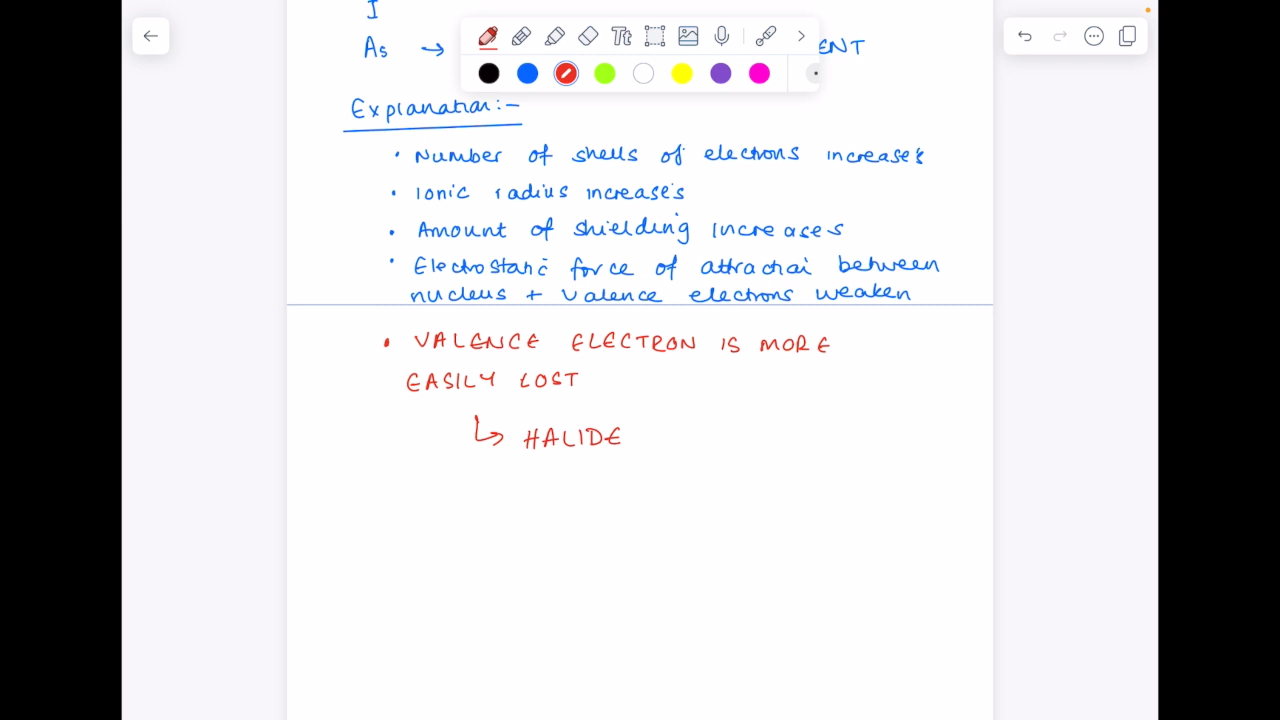 I
As → ENT
Explanation:-
• Number of shells of electrons increases
• Ionic radius increases
• Amount of shielding increases
• Electrostatic force of attractai between
nucleus + valence electrons weaken
• VALENCE ELECTRON IS MORE
EASILY LOST
↳ HALIDE